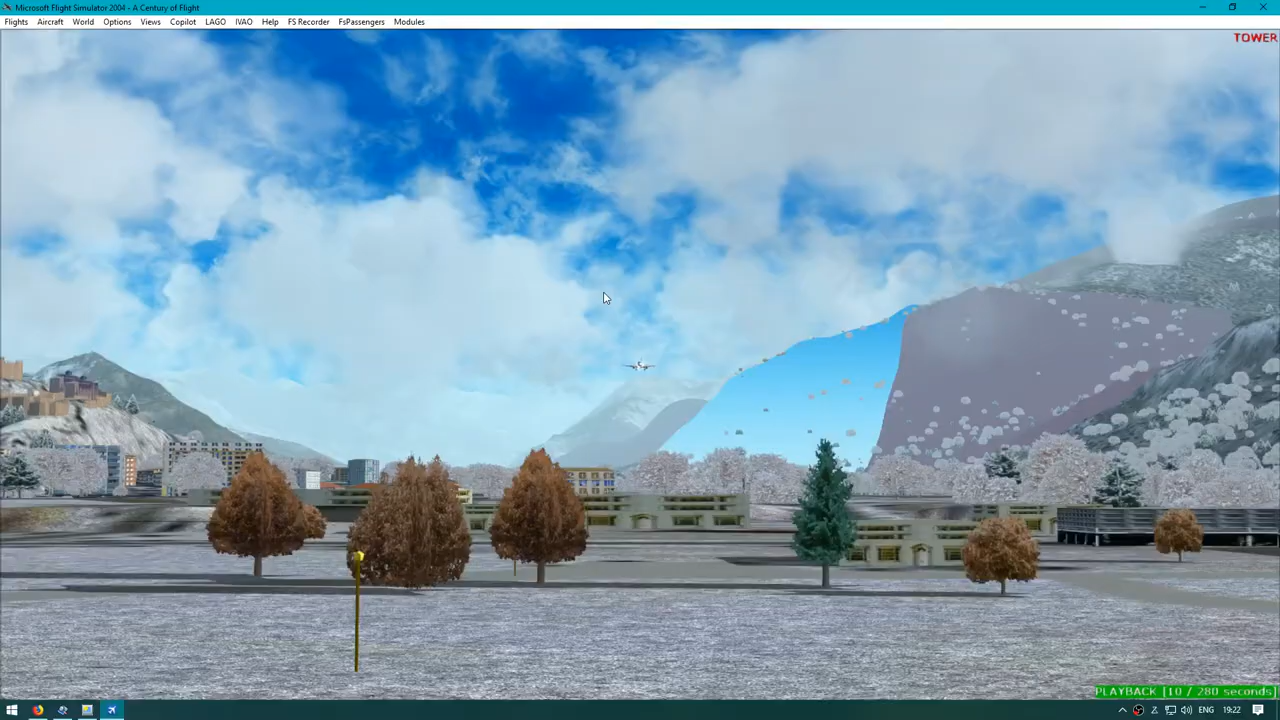 Microsoft Flight Simulator 2004 - A Century of Flight
Flights Aircraft World Options Views Copilot LAGO IVAO Help FS Recorder FsPassengers Modules
TOWER
PLAYBACK [10 / 280 seconds]
ENG 19:22